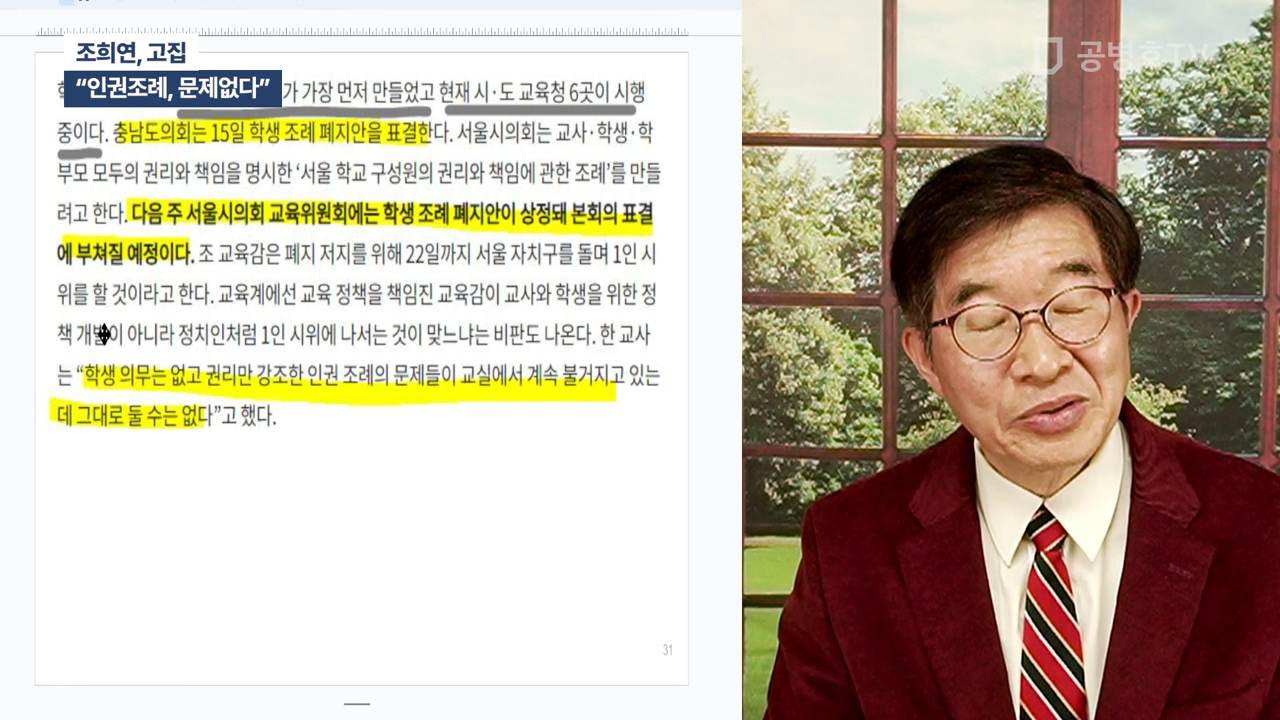 조희연, 고집
“인권조례, 문제없다”
공병호TV
가 가장 먼저 만들었고 현재 시·도 교육청 6곳이 시행
중이다. 충남도의회는 15일 학생 조례 폐지안을 표결한다. 서울시의회는 교사·학생·학
부모 모두의 권리와 책임을 명시한 ‘서울 학교 구성원의 권리와 책임에 관한 조례’를 만들
려고 한다. 다음 주 서울시의회 교육위원회에는 학생 조례 폐지안이 상정돼 본회의 표결
에 부쳐질 예정이다. 조 교육감은 폐지 저지를 위해 22일까지 서울 자치구를 돌며 1인 시
위를 할 것이라고 한다. 교육계에선 교육 정책을 책임진 교육감이 교사와 학생을 위한 정
책 개발이 아니라 정치인처럼 1인 시위에 나서는 것이 맞느냐는 비판도 나온다. 한 교사
는 “학생 의무는 없고 권리만 강조한 인권 조례의 문제들이 교실에서 계속 불거지고 있는
데 그대로 둘 수는 없다”고 했다.
31